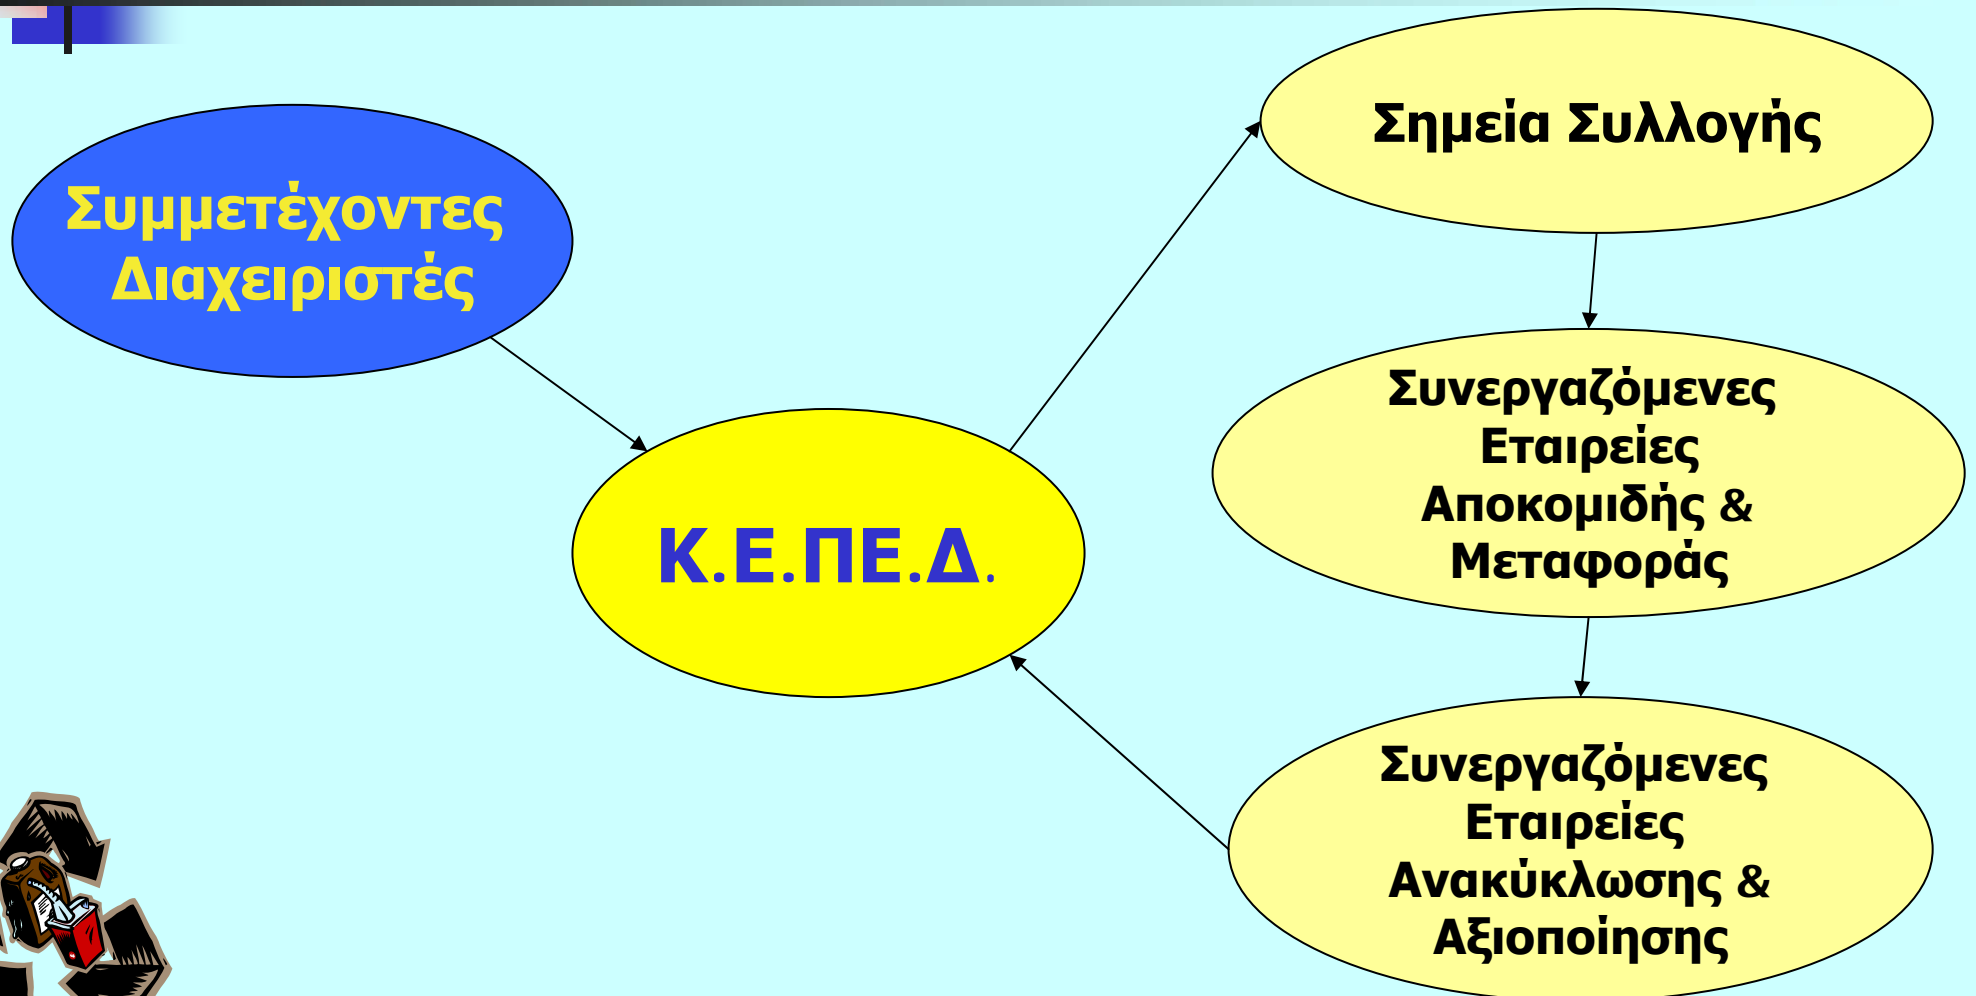 Συμμετέχοντες
Διαχειριστές
Κ.Ε.ΠΕ.Δ.
Σημεία Συλλογής
Συνεργαζόμενες
Εταιρείες
Αποκομιδής &
Μεταφοράς
Συνεργαζόμενες
Εταιρείες
Ανακύκλωσης &
Αξιοποίησης